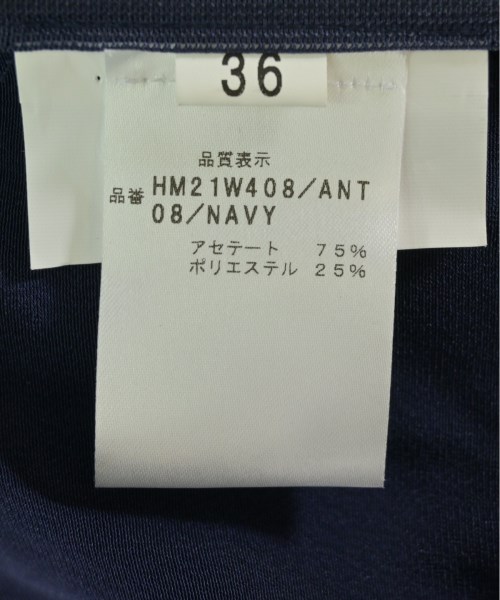 36
品質表示
品番 HM21W408/ANT
08/NAVY
アセテート 75%
ポリエステル 25%